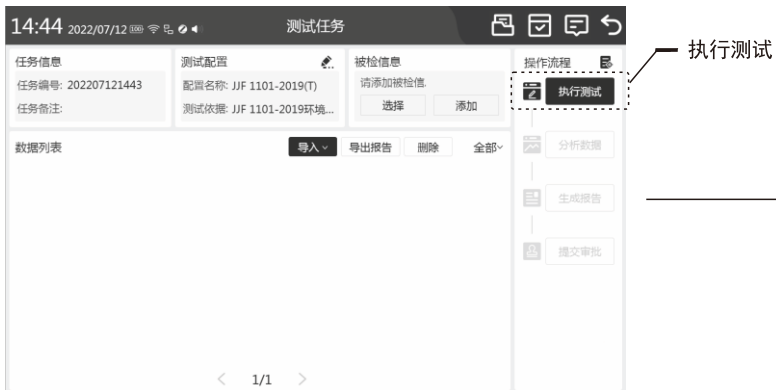 14:44 2022/07/12 测试任务
任务信息
任务编号: 202207121443
任务备注:
测试配置
配置名称: JJF 1101-2019(T)
测试依据: JJF 1101-2019环境...
被检信息
请添加被检信.
选择 添加
操作流程
执行测试
分析数据
生成报告
提交审批
数据列表 导入 导出报告 删除 全部
< 1/1 >
执行测试